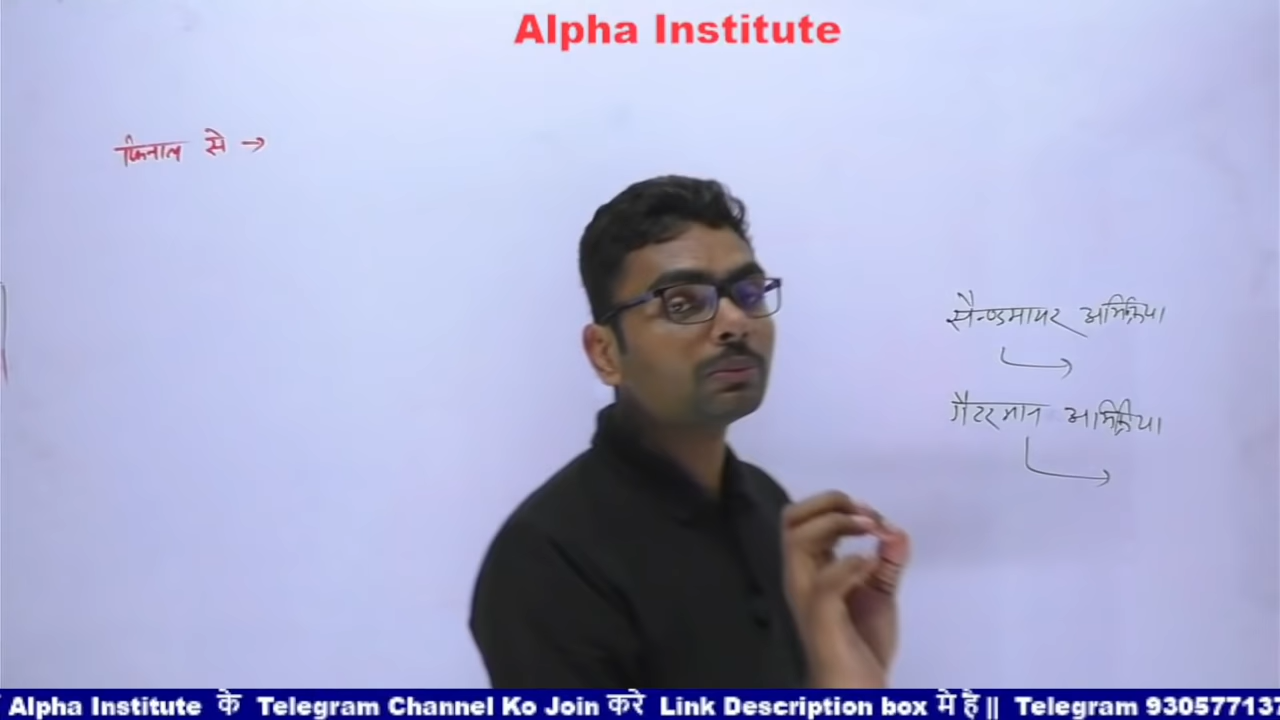 Alpha Institute
फिनाल से →
सैन्डमायर अभिक्रिया
गैटरमान अभिक्रिया
Alpha Institute के Telegram Channel Ko Join करे Link Description box मे है || Telegram 930577137